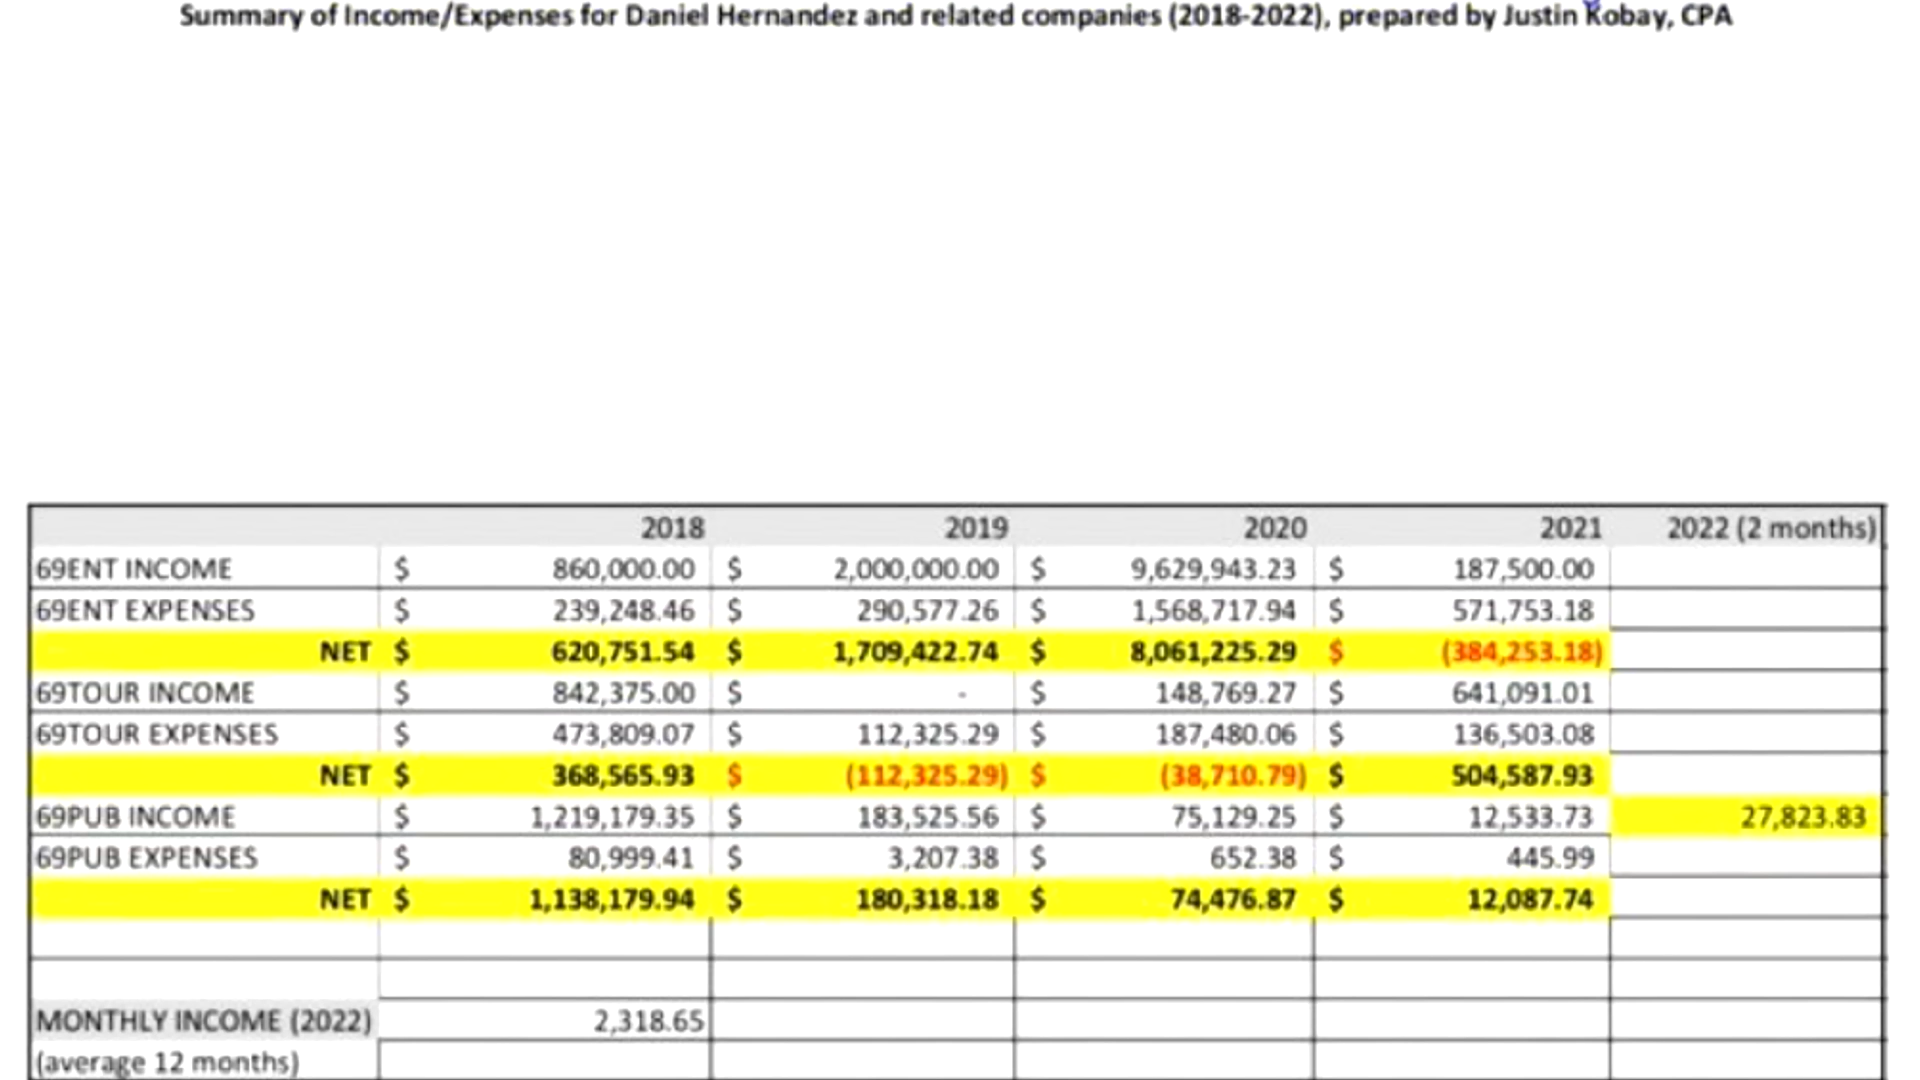 Summary of Income/Expenses for Daniel Hernandez and related companies (2018-2022), prepared by Justin Kobay, CPA
2018 2019 2020 2021 2022 (2 months)
69ENT INCOME $ 860,000.00 $ 2,000,000.00 $ 9,629,943.23 $ 187,500.00
69ENT EXPENSES $ 239,248.46 $ 290,577.26 $ 1,568,717.94 $ 571,753.18
NET $ 620,751.54 $ 1,709,422.74 $ 8,061,225.29 $ (384,253.18)
69TOUR INCOME $ 842,375.00 $ - $ 148,769.27 $ 641,091.01
69TOUR EXPENSES $ 473,809.07 $ 112,325.29 $ 187,480.06 $ 136,503.08
NET $ 368,565.93 $ (112,325.29) $ (38,710.79) $ 504,587.93
69PUB INCOME $ 1,219,179.35 $ 183,525.56 $ 75,129.25 $ 12,533.73 27,823.83
69PUB EXPENSES $ 80,999.41 $ 3,207.38 $ 652.38 $ 445.99
NET $ 1,138,179.94 $ 180,318.18 $ 74,476.87 $ 12,087.74
MONTHLY INCOME (2022) 2,318.65
(average 12 months)